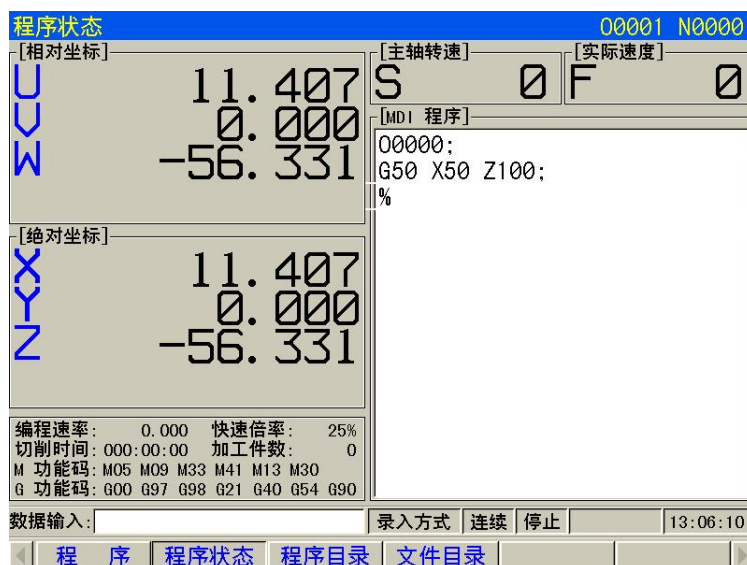 程序状态 O0001 N0000
[相对坐标]
U 11.407
V 0.000
W -56.331
[主轴转速]
S 0
[实际速度]
F 0
[MDI 程序]
O0000;
G50 X50 Z100;
%
[绝对坐标]
X 11.407
Y 0.000
Z -56.331
编程速率: 0.000 快速倍率: 25%
切削时间: 000:00:00 加工件数: 0
M 功能码: M05 M09 M33 M41 M13 M30
G 功能码: G00 G97 G98 G21 G40 G54 G90
数据输入: 录入方式 连续 停止 13:06:10
程 序 程序状态 程序目录 文件目录